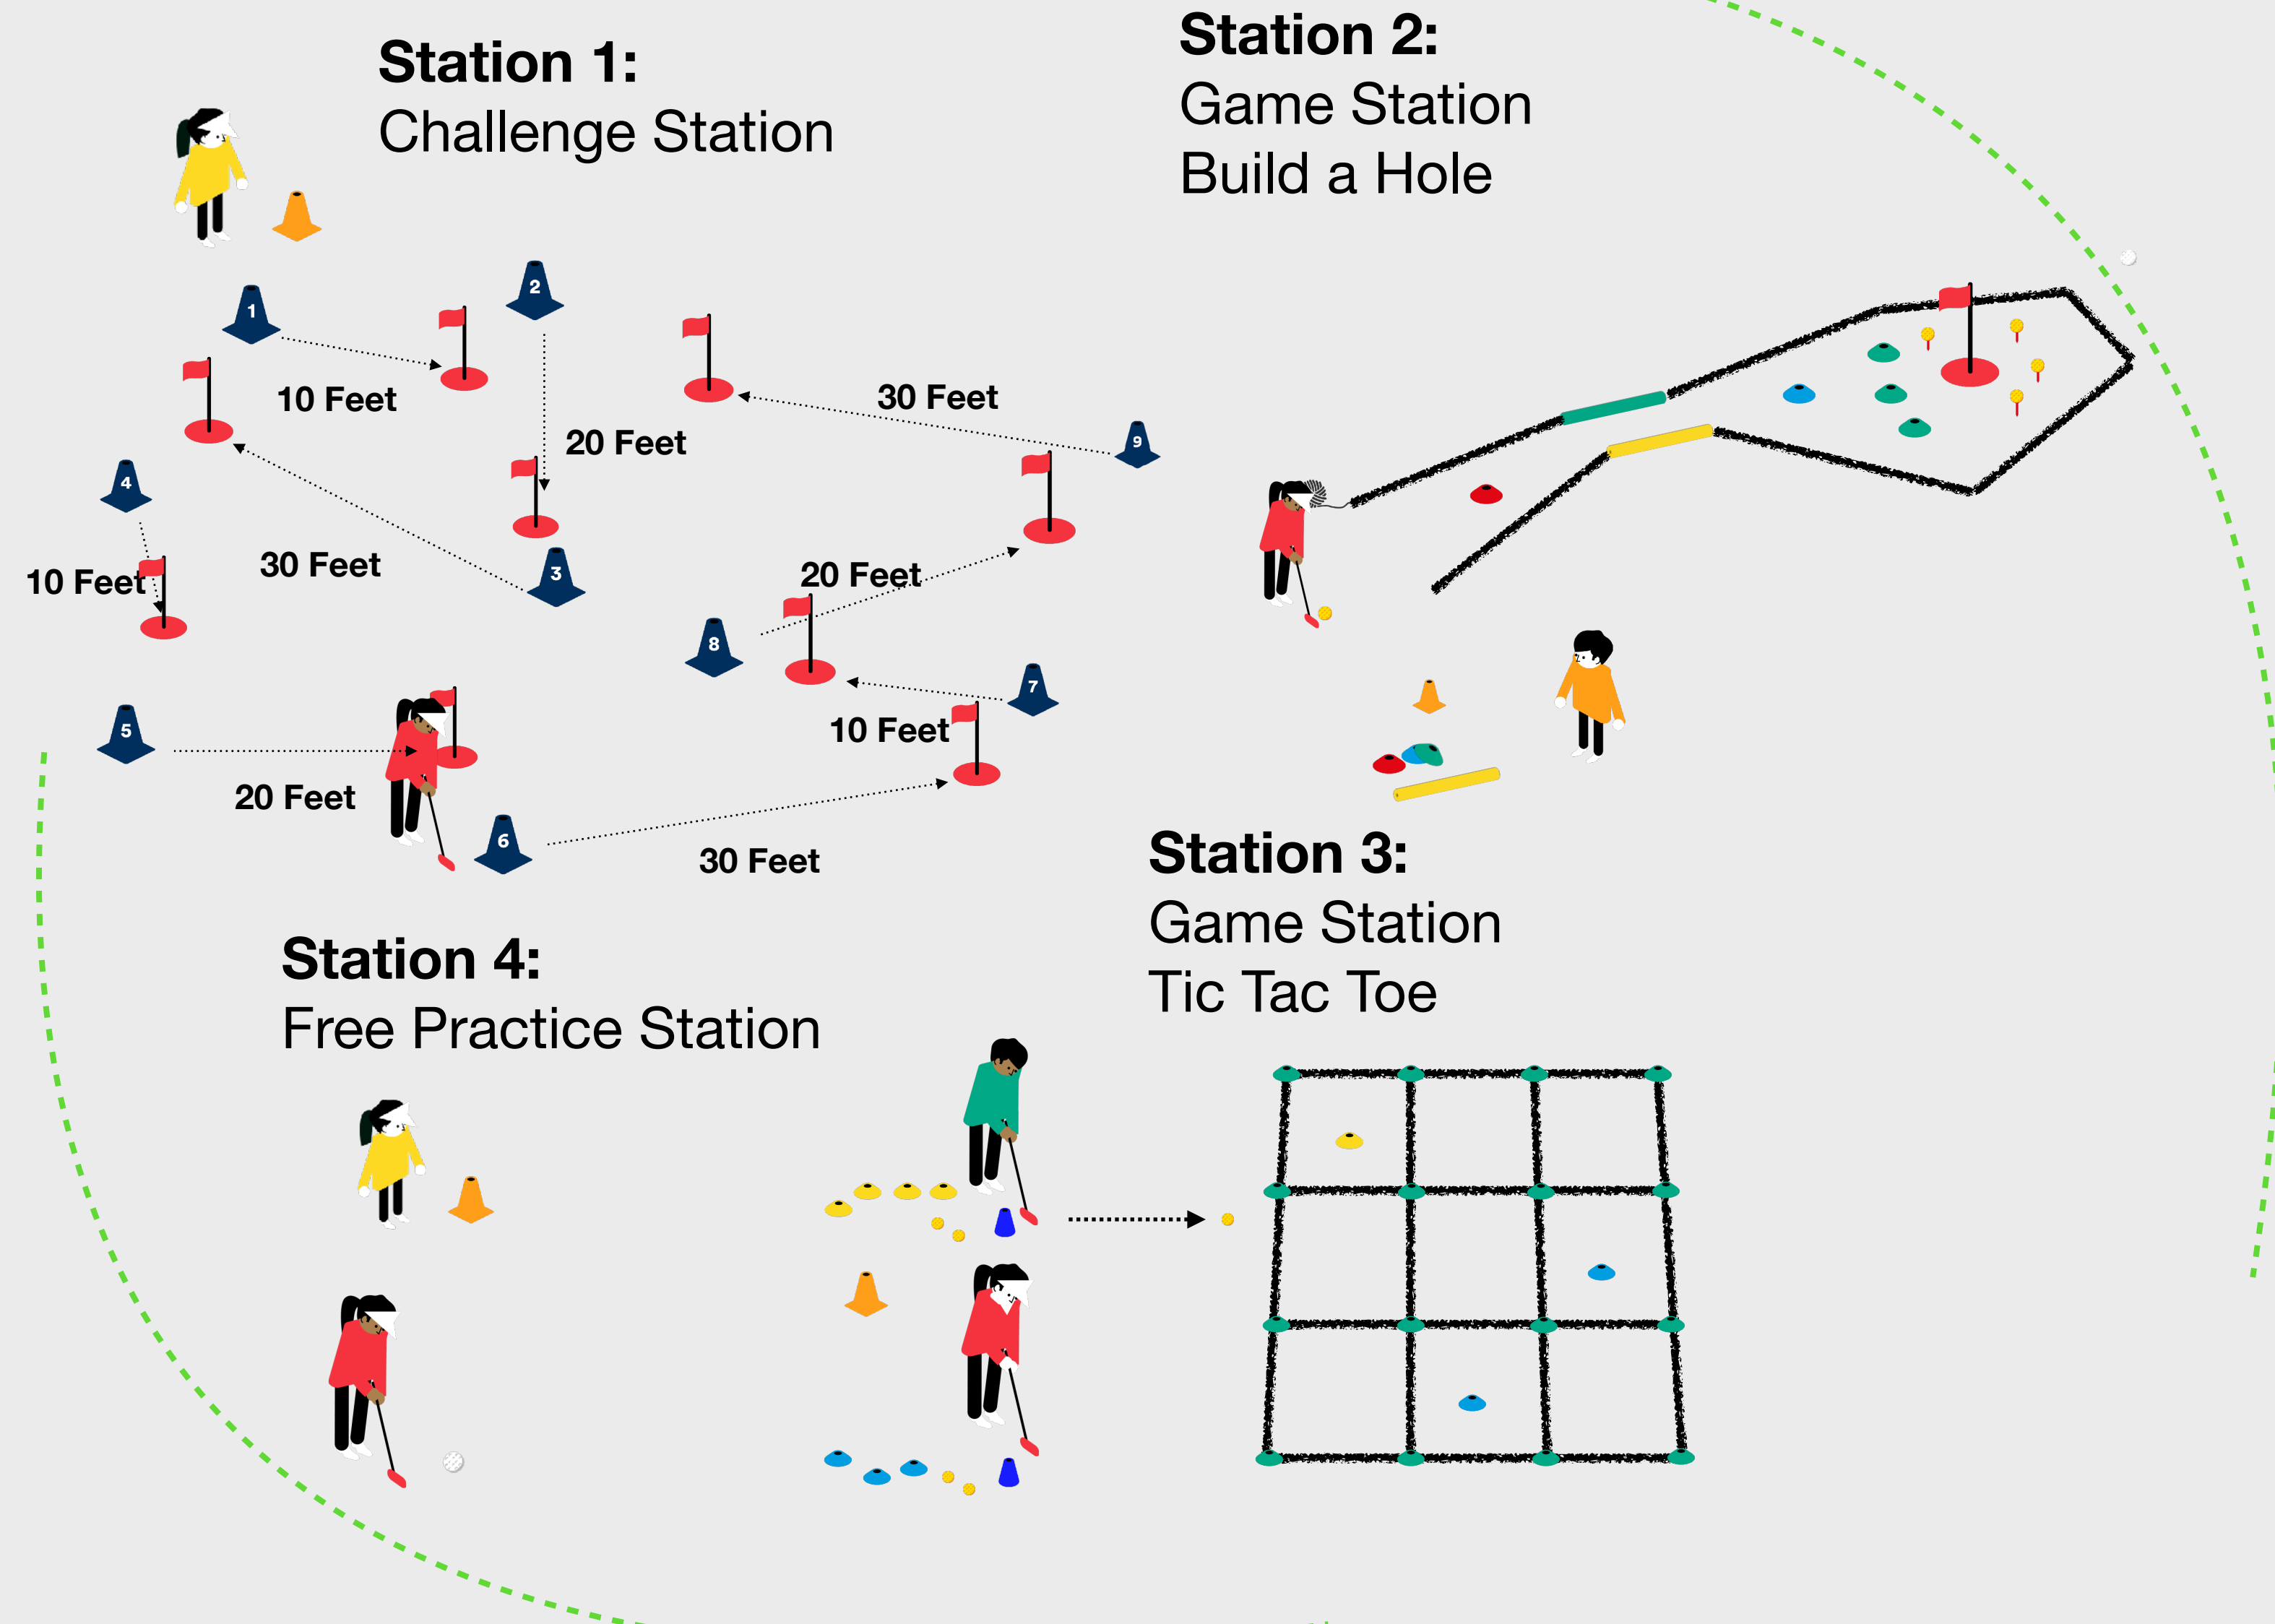 Station 1:
Challenge Station
1
10 Feet
2
20 Feet
3
30 Feet
4
10 Feet
5
20 Feet
6
30 Feet
7
10 Feet
8
20 Feet
9
30 Feet
Station 2:
Game Station
Build a Hole
Station 3:
Game Station
Tic Tac Toe
Station 4:
Free Practice Station